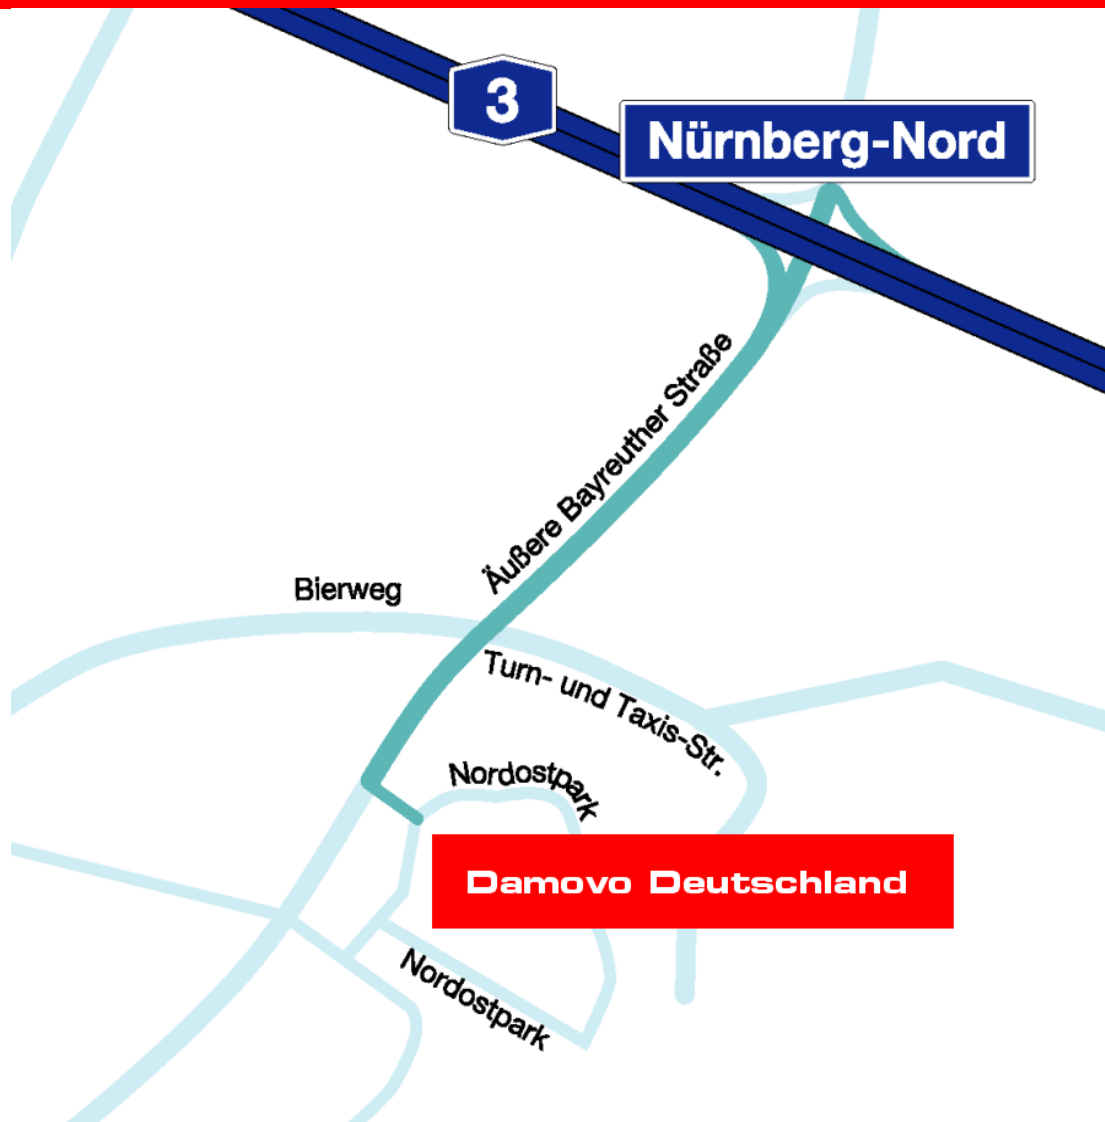 3
Nürnberg-Nord
Äußere Bayreuther Straße
Bierweg
Turn- und Taxis-Str.
Nordostpark
Damovo Deutschland
Nordostpark